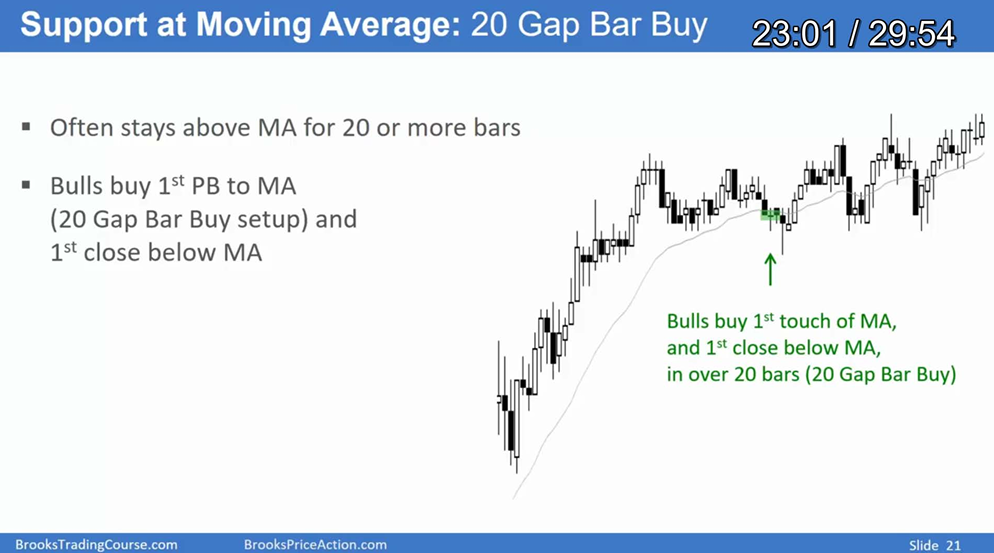 Support at Moving Average: 20 Gap Bar Buy
23:01 / 29:54
▪ Often stays above MA for 20 or more bars
▪ Bulls buy 1st PB to MA
(20 Gap Bar Buy setup) and
1st close below MA
Bulls buy 1st touch of MA,
and 1st close below MA,
in over 20 bars (20 Gap Bar Buy)
BrooksTradingCourse.com
BrooksPriceAction.com
Slide 21